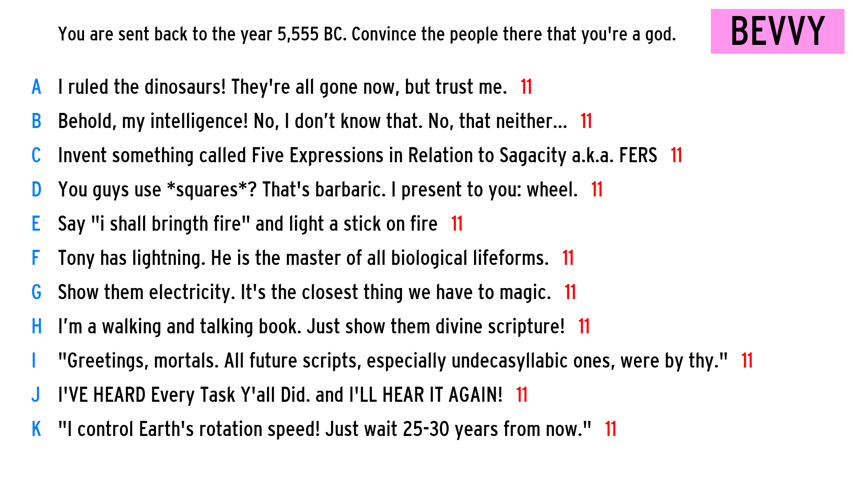 You are sent back to the year 5,555 BC. Convince the people there that you're a god.
BEVVY
A I ruled the dinosaurs! They're all gone now, but trust me. 11
B Behold, my intelligence! No, I don’t know that. No, that neither... 11
C Invent something called Five Expressions in Relation to Sagacity a.k.a. FERS 11
D You guys use *squares*? That's barbaric. I present to you: wheel. 11
E Say "i shall bringth fire" and light a stick on fire 11
F Tony has lightning. He is the master of all biological lifeforms. 11
G Show them electricity. It's the closest thing we have to magic. 11
H I’m a walking and talking book. Just show them divine scripture! 11
I "Greetings, mortals. All future scripts, especially undecasyllabic ones, were by thy." 11
J I'VE HEARD Every Task Y'all Did. and I'LL HEAR IT AGAIN! 11
K "I control Earth's rotation speed! Just wait 25-30 years from now." 11